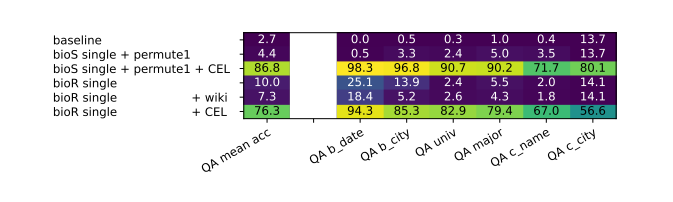 baseline 2.7 0.0 0.5 0.3 1.0 0.4 13.7
bioS single + permute1 4.4 0.5 3.3 2.4 5.0 3.5 13.7
bioS single + permute1 + CEL 86.8 98.3 96.8 90.7 90.2 71.7 80.1
bioR single 10.0 25.1 13.9 2.4 5.5 2.0 14.1
bioR single + wiki 7.3 18.4 5.2 2.6 4.3 1.8 14.1
bioR single + CEL 76.3 94.3 85.3 82.9 79.4 67.0 56.6
QA mean acc QA b_date QA b_city QA univ QA major QA c_name QA c_city